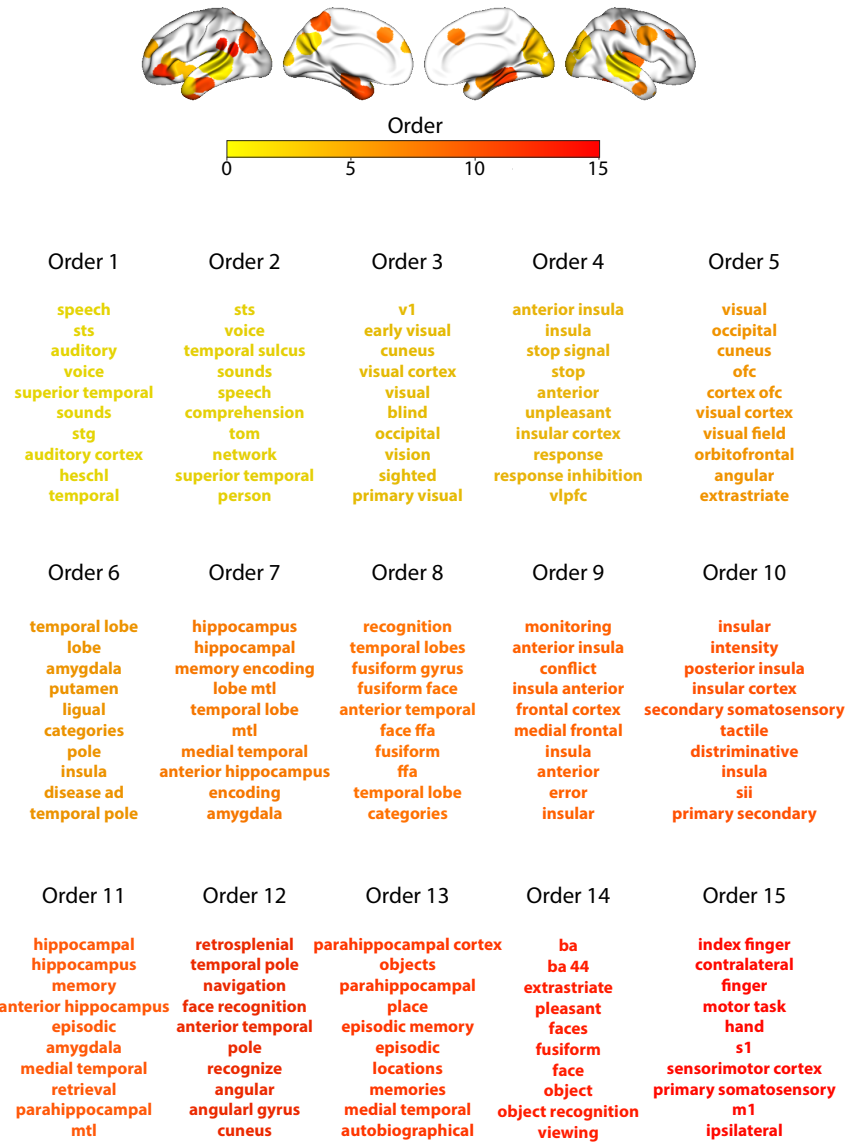 Order
0 5 10 15
Order 1 Order 2 Order 3 Order 4 Order 5
speech sts v1 anterior insula visual
sts voice early visual insula occipital
auditory temporal sulcus cuneus stop signal cuneus
voice sounds visual cortex stop ofc
superior temporal speech visual anterior cortex ofc
sounds comprehension blind unpleasant visual cortex
stg tom occipital insular cortex visual field
auditory cortex network vision response orbitofrontal
heschl superior temporal sighted response inhibition angular
temporal person primary visual vlpfc extrastriate
Order 6 Order 7 Order 8 Order 9 Order 10
temporal lobe hippocampus recognition monitoring insular
lobe hippocampal temporal lobes anterior insula intensity
amygdala memory encoding fusiform gyrus conflict posterior insula
putamen lobe mtl fusiform face insula anterior insular cortex
ligual temporal lobe anterior temporal frontal cortex secondary somatosensory
categories mtl face ffa medial frontal tactile
pole medial temporal fusiform insula distriminative
insula anterior hippocampus ffa anterior insula
disease ad encoding temporal lobe error sii
temporal pole amygdala categories insular primary secondary
Order 11 Order 12 Order 13 Order 14 Order 15
hippocampal retrosplenial parahippocampal cortex ba index finger
hippocampus temporal pole objects ba 44 contralateral
memory navigation parahippocampal extrastriate finger
anterior hippocampus face recognition place pleasant motor task
episodic anterior temporal episodic memory faces hand
amygdala pole episodic fusiform s1
medial temporal recognize locations face sensorimotor cortex
retrieval angular memories object primary somatosensory
parahippocampal angularl gyrus medial temporal object recognition m1
mtl cuneus autobiographical viewing ipsilateral